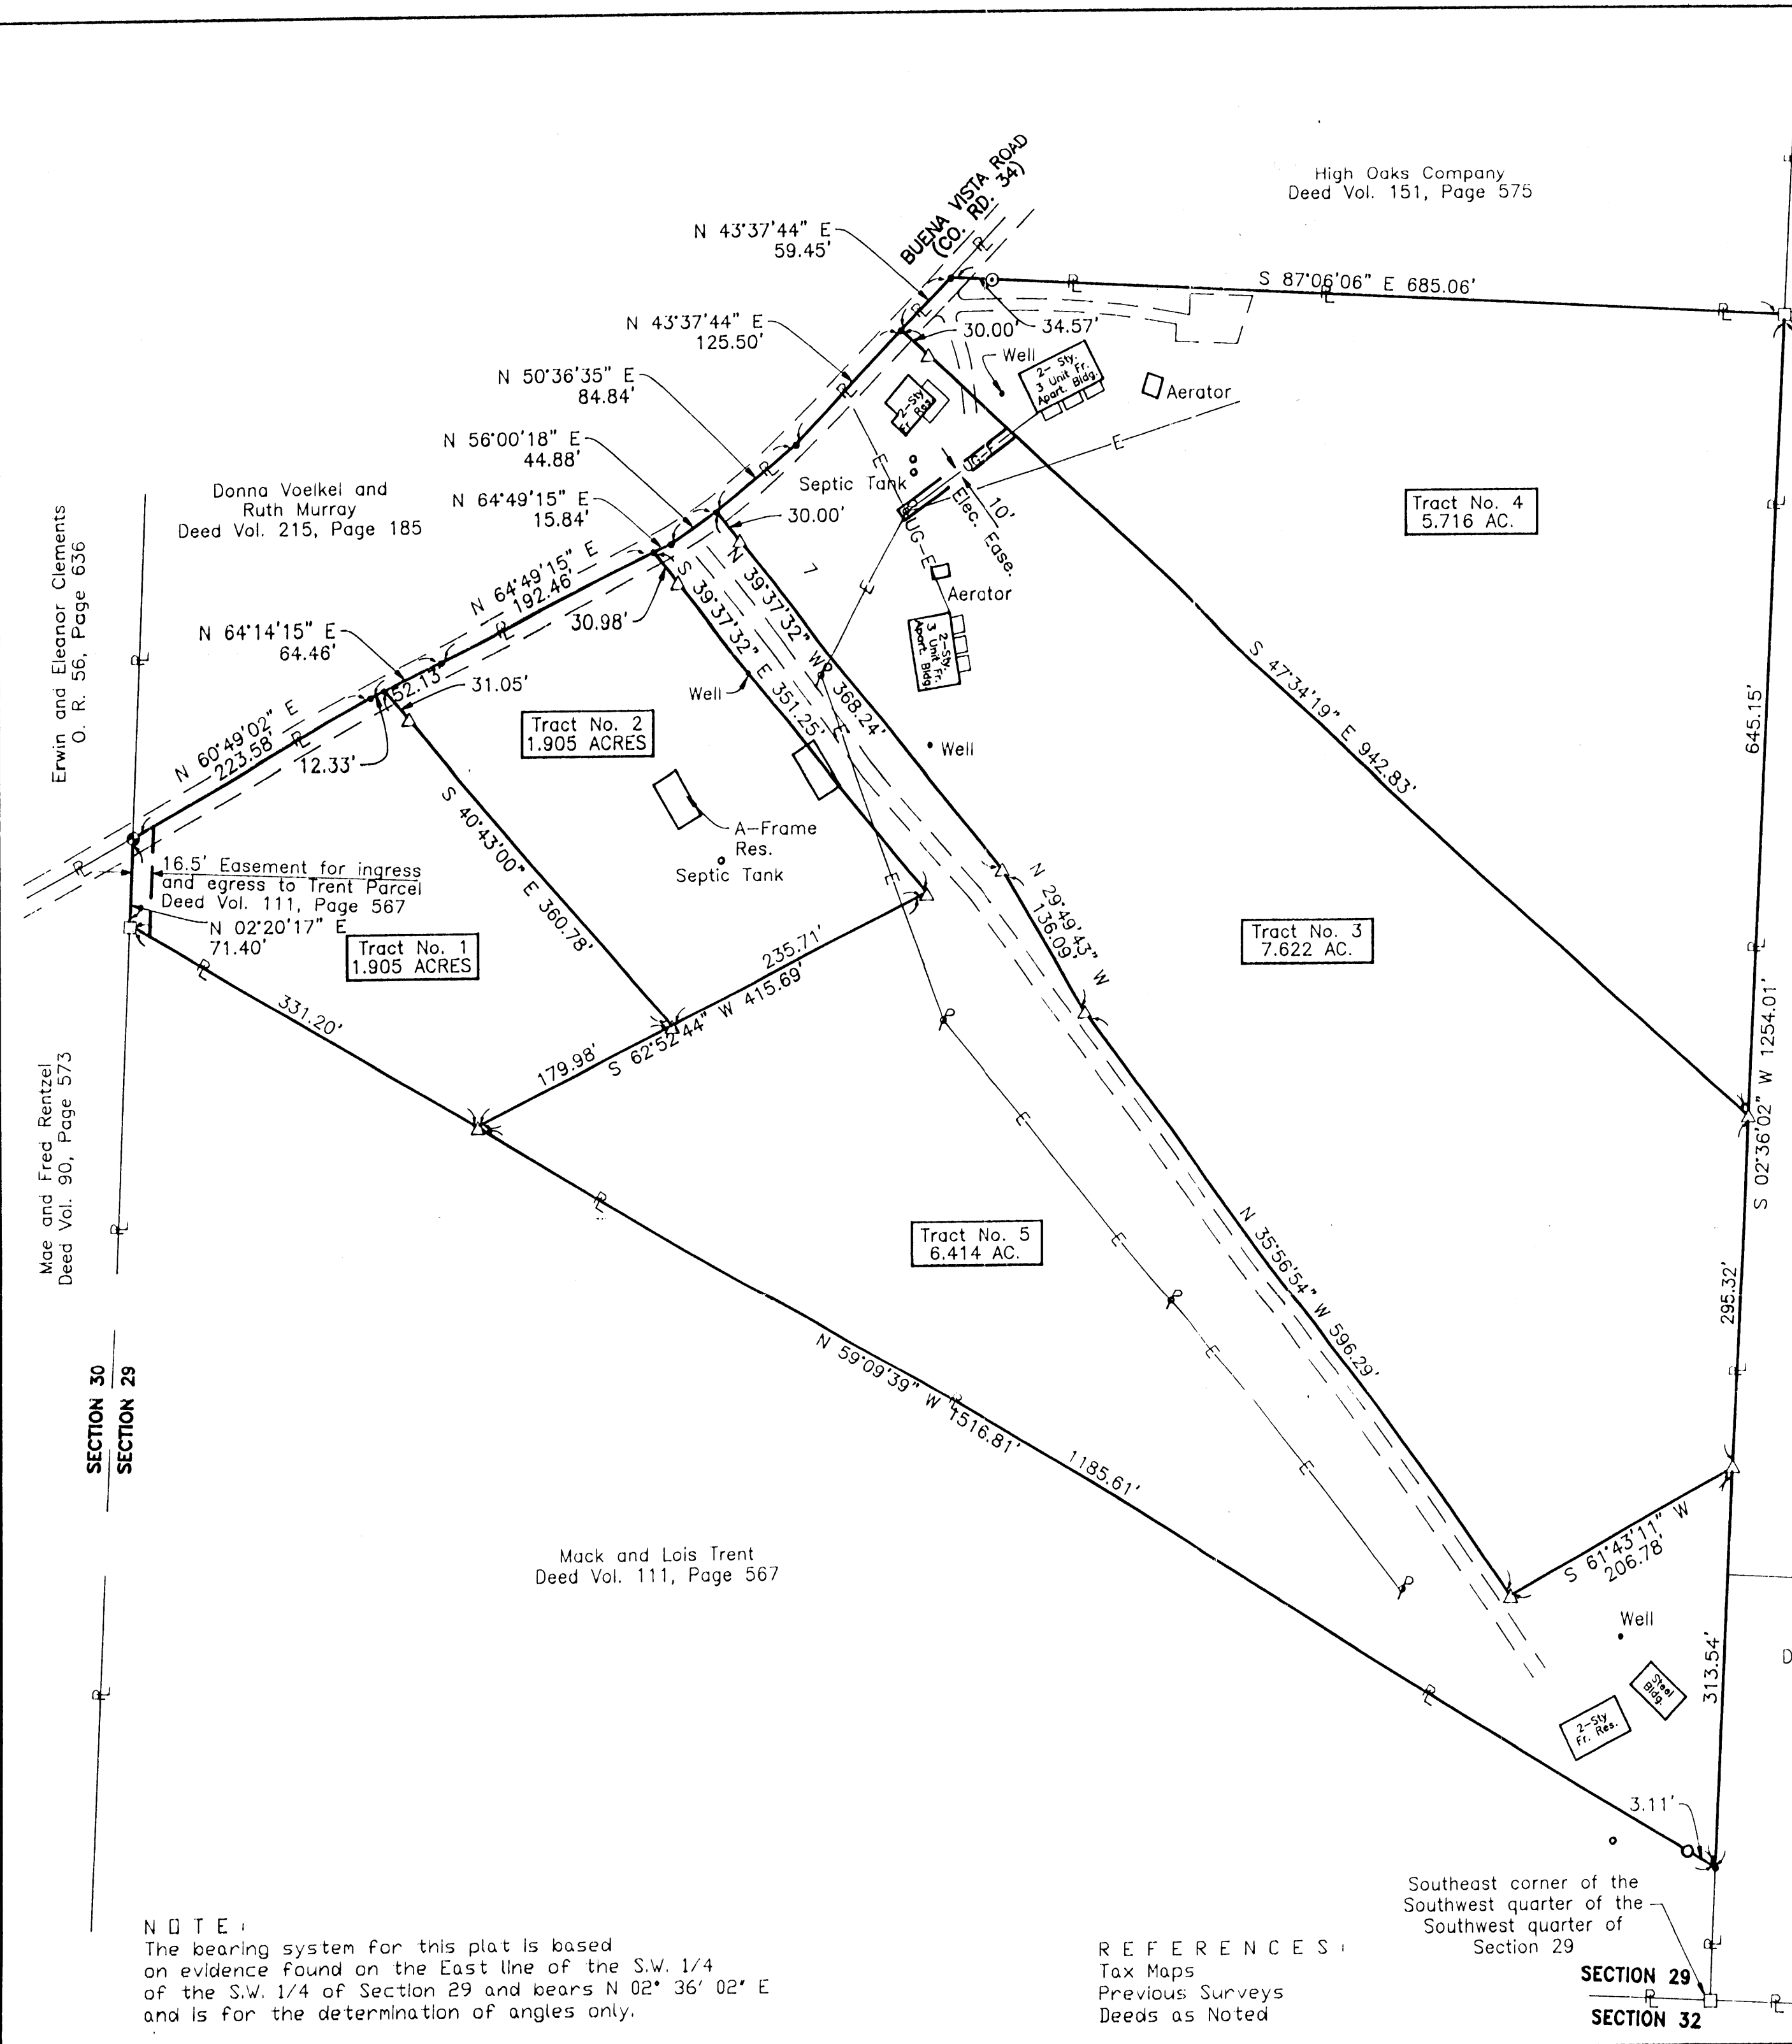 High Oaks Company
Deed Vol. 151, Page 575
BUENA VISTA ROAD
(CO. RD. 34)
N 43°37'44" E
59.45'
S 87°06'06" E 685.06'
N 43°37'44" E
125.50'
30.00'
34.57'
Well
2- Sty.
3 Unit Fr.
Apart. Bldg.
Aerator
N 50°36'35" E
84.84'
2-Sty
Fr Res.
N 56°00'18" E
44.88'
UG-E
E
E
Septic Tank
10'
Elec. Ease.
Donna Voelkel and
Ruth Murray
Deed Vol. 215, Page 185
N 64°49'15" E
15.84'
30.00'
UG-E
Tract No. 4
5.716 AC.
Erwin and Eleanor Clements
O. R. 56, Page 636
N 64°49'15" E
192.46'
30.98'
7
E
Aerator
2-Sty.
3 Unit Fr.
Apart. Bldg.
N 64°14'15" E
64.46'
52.13'
31.05'
S 39°37'32" E 351.25'
N 39°37'32" W 368.24'
S 47°34'19" E 942.83'
645.15'
Well
Tract No. 2
1.905 ACRES
E
Well
N 60°49'02" E
223.58'
12.33'
A-Frame
Res.
Septic Tank
S 40°43'00" E 360.78'
E
16.5' Easement for ingress
and egress to Trent Parcel
Deed Vol. 111, Page 567
N 02°20'17" E
71.40'
Tract No. 1
1.905 ACRES
N 29°49'43" W
136.09'
Tract No. 3
7.622 AC.
235.71'
S 62°52'44" W 415.69'
179.98'
331.20'
S 02°36'02" W 1254.01'
Mae and Fred Rentzel
Deed Vol. 90, Page 573
E
E
E
E
Tract No. 5
6.414 AC.
N 35°56'54" W 596.29'
295.32'
N 59°09'39" W 1516.81'
1185.61'
SECTION 30
SECTION 29
Mack and Lois Trent
Deed Vol. 111, Page 567
S 61°43'11" W
206.78'
Well
313.54'
D
Steel
Bldg.
2-Sty
Fr. Res.
3.11'
Southeast corner of the
Southwest quarter of the
Southwest quarter of
Section 29
SECTION 29
SECTION 32
NOTE:
The bearing system for this plat is based
on evidence found on the East line of the S.W. 1/4
of the S.W. 1/4 of Section 29 and bears N 02° 36' 02" E
and is for the determination of angles only.
REFERENCES:
Tax Maps
Previous Surveys
Deeds as Noted